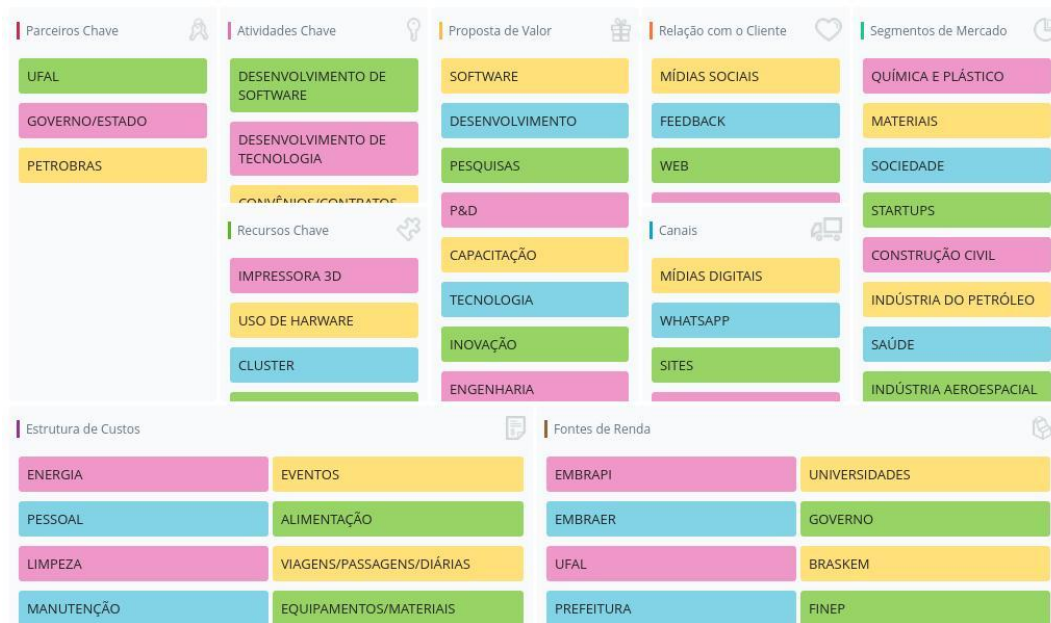 Parceiros Chave
UFAL
GOVERNO/ESTADO
PETROBRAS
Atividades Chave
DESENVOLVIMENTO DE
SOFTWARE
DESENVOLVIMENTO DE
TECNOLOGIA
CONVÊNIOS/CONTRATOS
Recursos Chave
IMPRESSORA 3D
USO DE HARWARE
CLUSTER
Proposta de Valor
SOFTWARE
DESENVOLVIMENTO
PESQUISAS
P&D
CAPACITAÇÃO
TECNOLOGIA
INOVAÇÃO
ENGENHARIA
Relação com o Cliente
MÍDIAS SOCIAIS
FEEDBACK
WEB
Canais
MÍDIAS DIGITAIS
WHATSAPP
SITES
Segmentos de Mercado
QUÍMICA E PLÁSTICO
MATERIAIS
SOCIEDADE
STARTUPS
CONSTRUÇÃO CIVIL
INDÚSTRIA DO PETRÓLEO
SAÚDE
INDÚSTRIA AEROESPACIAL
Estrutura de Custos
ENERGIA
EVENTOS
PESSOAL
ALIMENTAÇÃO
LIMPEZA
VIAGENS/PASSAGENS/DIÁRIAS
MANUTENÇÃO
EQUIPAMENTOS/MATERIAIS
Fontes de Renda
EMBRAPI
UNIVERSIDADES
EMBRAER
GOVERNO
UFAL
BRASKEM
PREFEITURA
FINEP